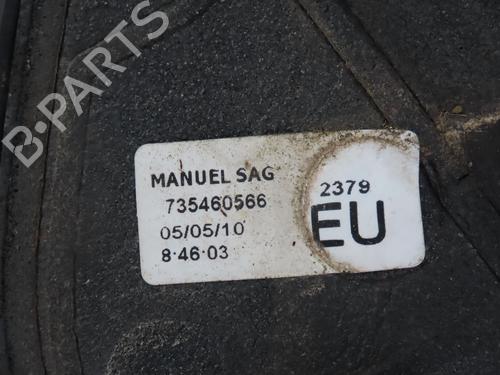 B-PARTS
MANUEL SAG
735460566
05/05/10
8·46·03
2379
EU